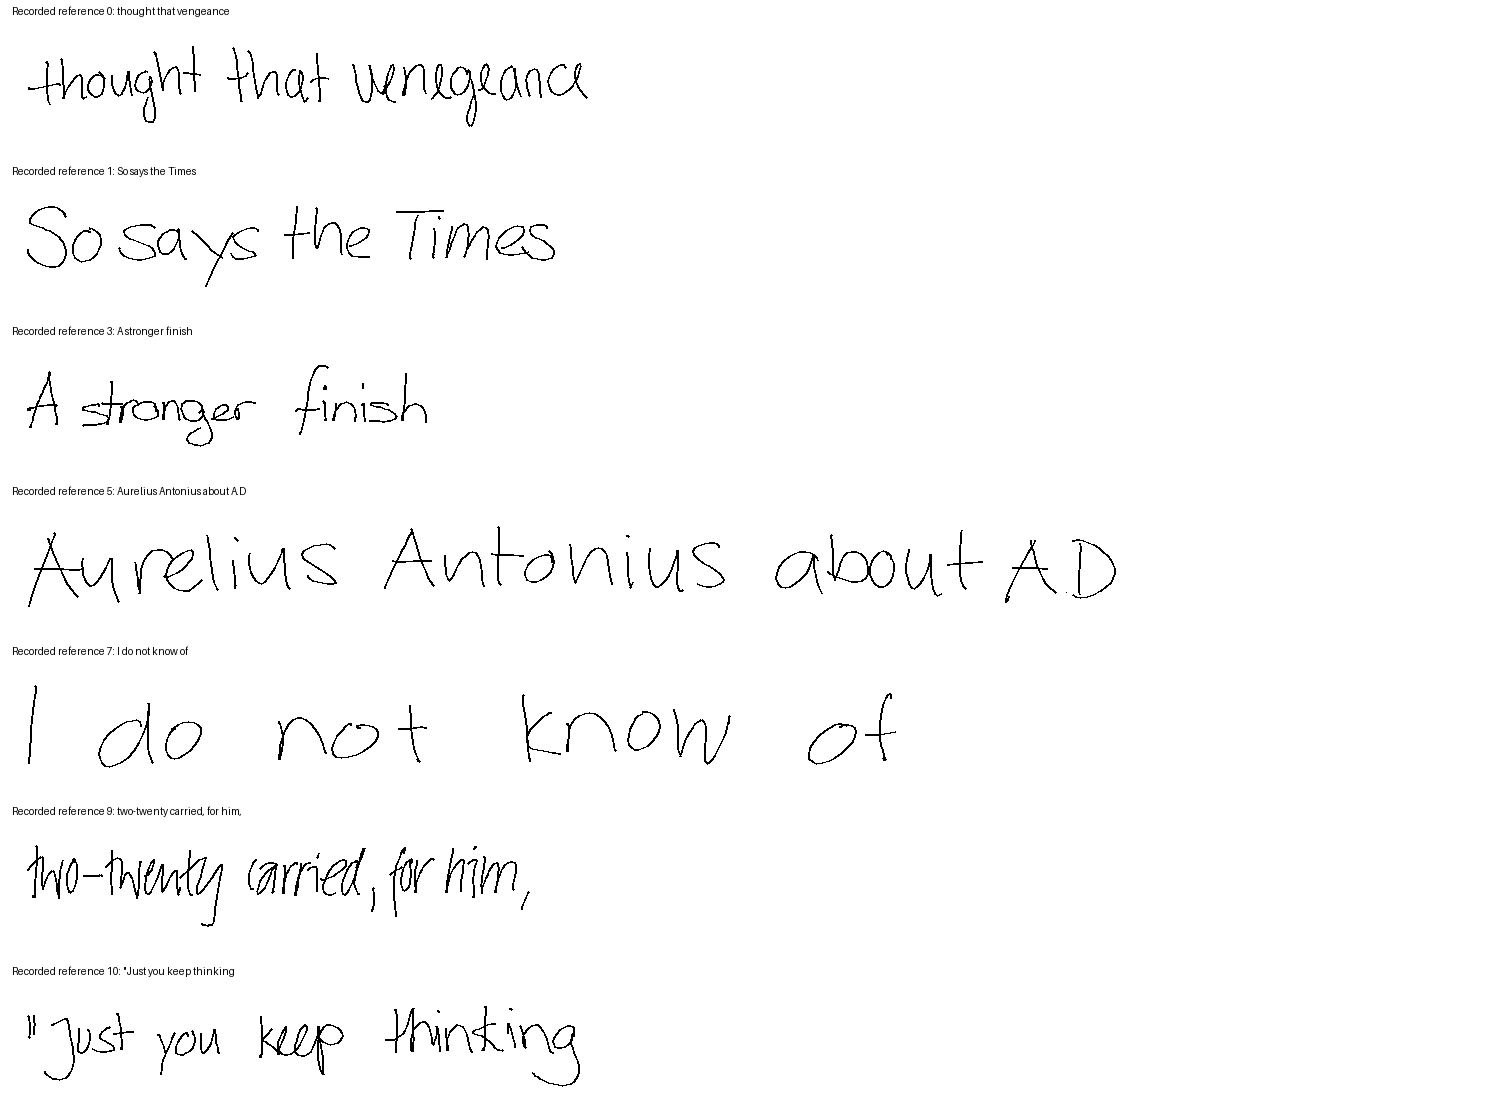 Recorded reference 0: thought that vengeance
thought that venegeance
Recorded reference 1: So says the Times
So says the Times
Recorded reference 3: A stronger finish
A stronger finish
Recorded reference 5: Aurelius Antonius about A D
Aurelius Antonius about A D
Recorded reference 7: I do not know of
I do not know of
Recorded reference 9: two-twenty carried, for him,
two-twenty carried, for him,
Recorded reference 10: "Just you keep thinking
"Just you keep thinking